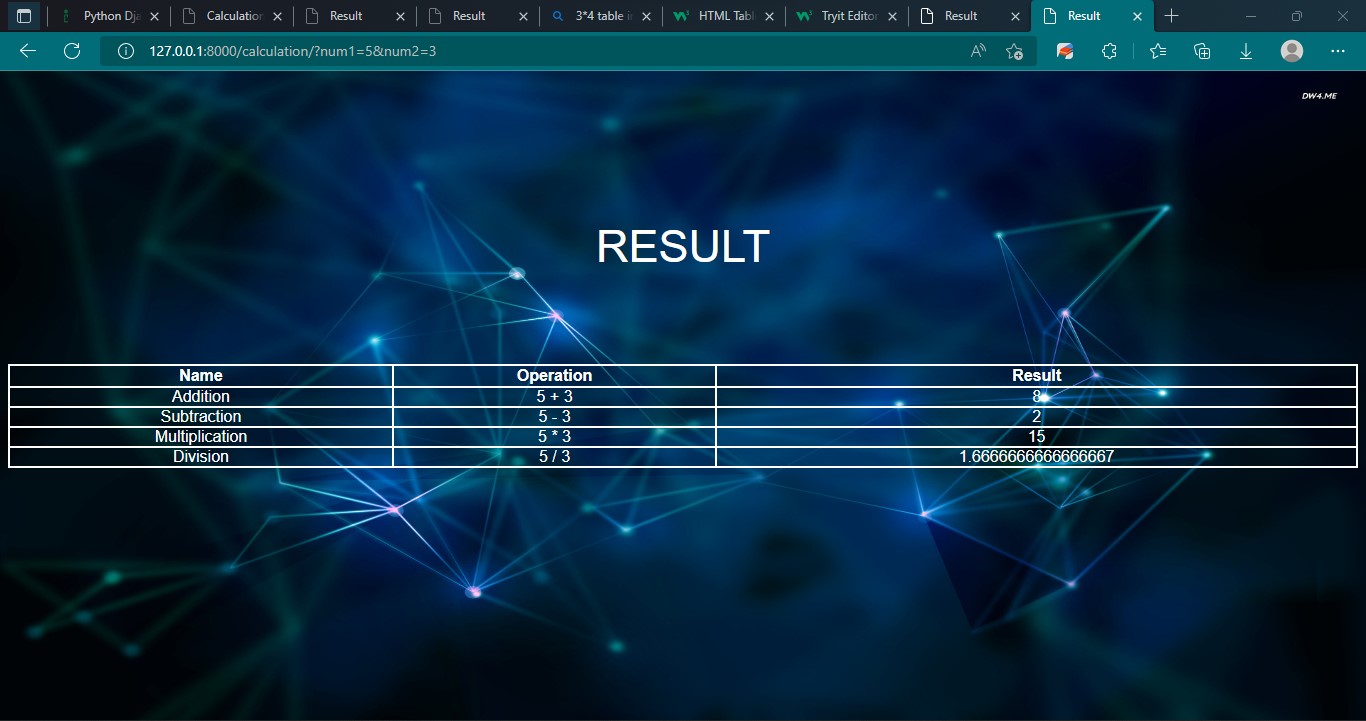 Python Dja
Calculation
Result
Result
3*4 table in
HTML Tabl
Tryit Editor
Result
Result
127.0.0.1:8000/calculation/?num1=5&num2=3
DW4.ME
RESULT
Name Operation Result
Addition 5 + 3 8
Subtraction 5 - 3 2
Multiplication 5 * 3 15
Division 5 / 3 1.6666666666666667